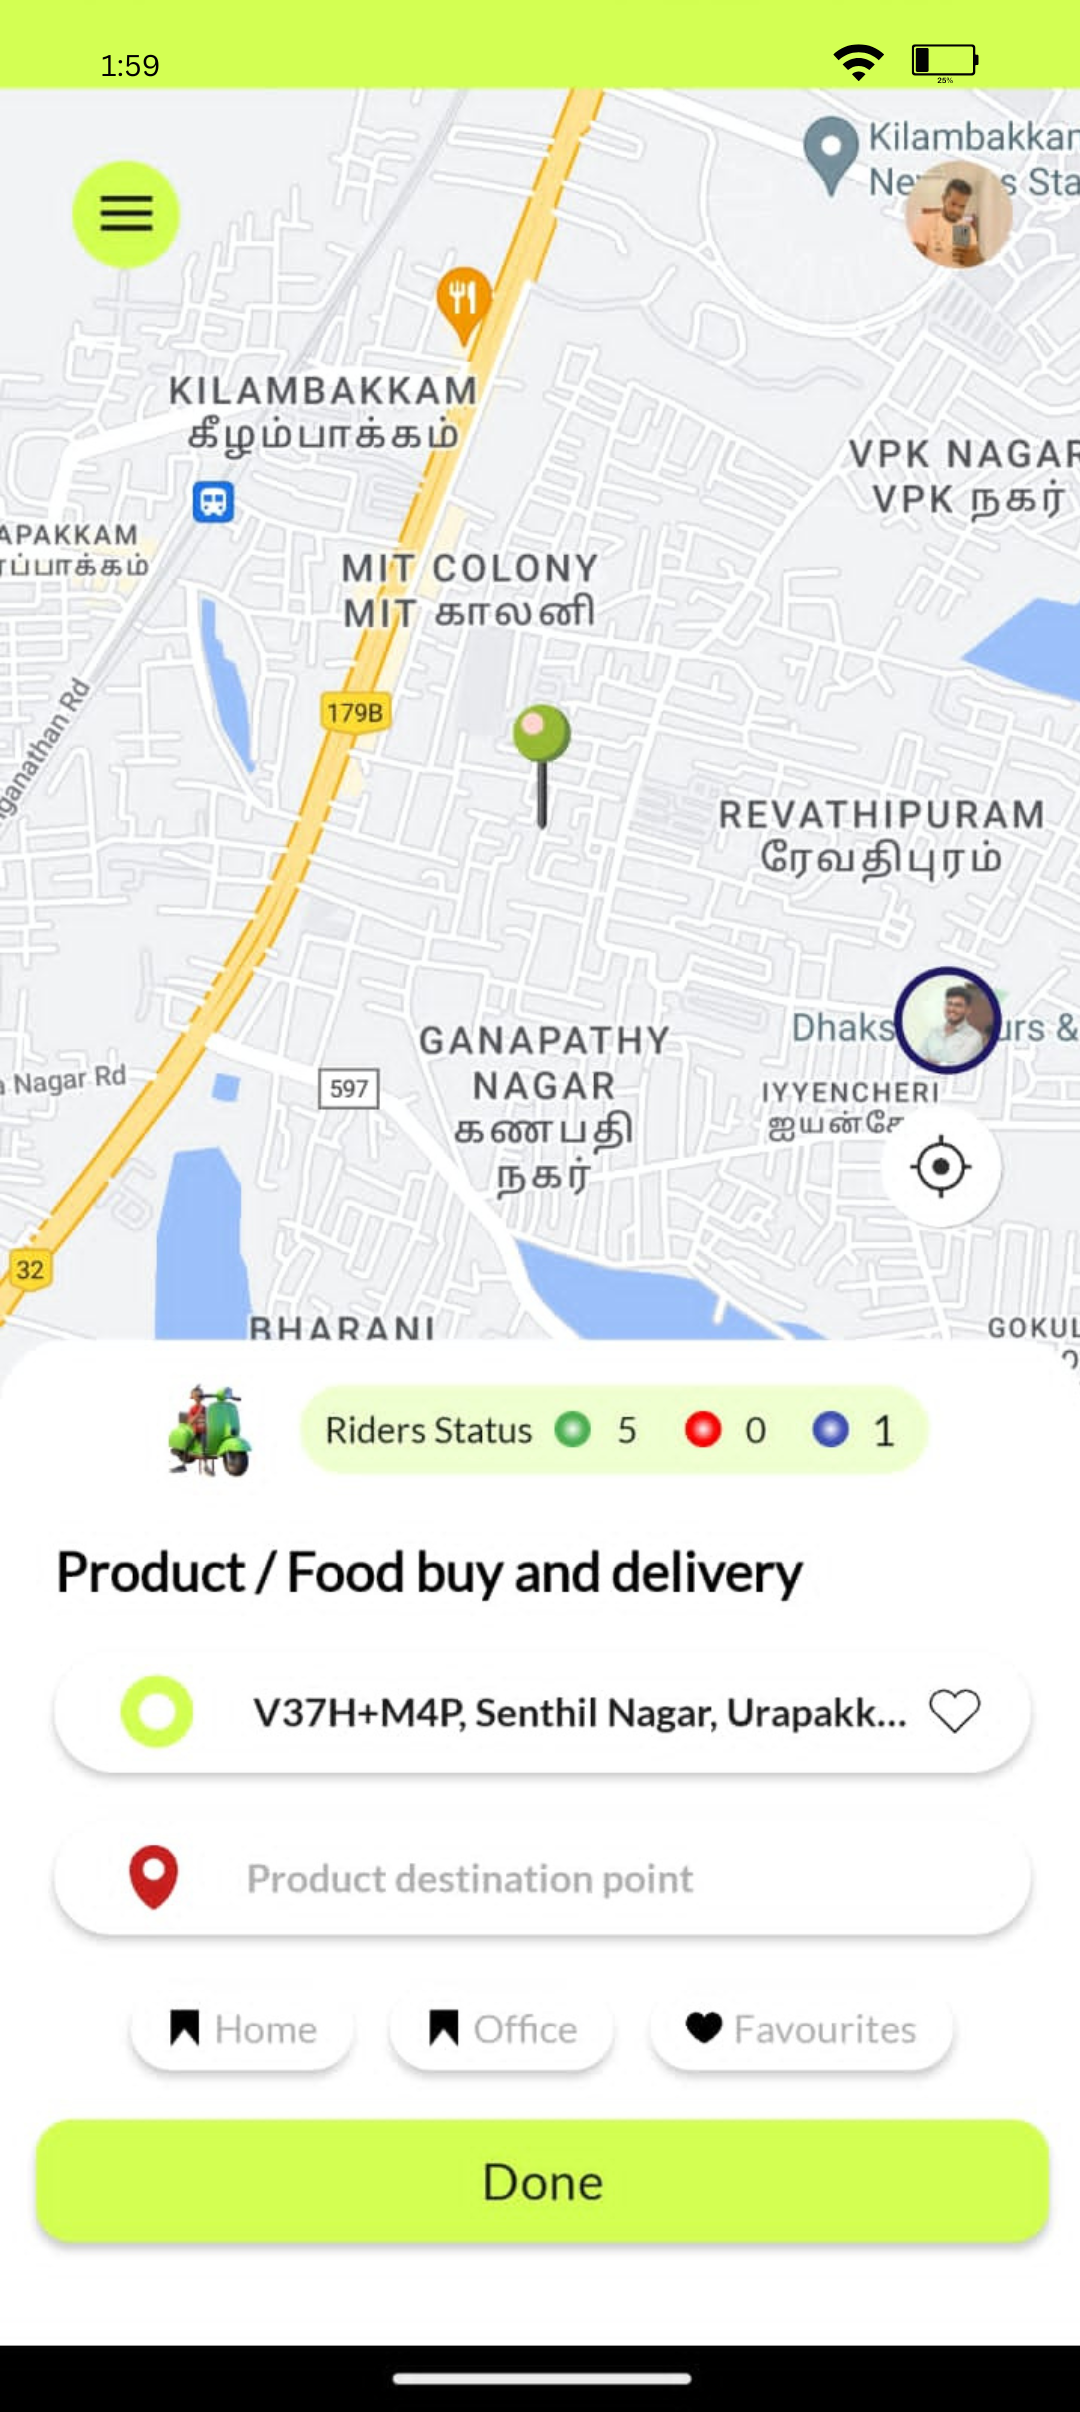 1:59
25%
Kilambakkam
KILAMBAKKAM
கீழம்பாக்கம்
VPK NAGAR
VPK நகர்
APAKKAM
MIT COLONY
MIT காலனி
179B
REVATHIPURAM
ரேவதிபுரம்
GANAPATHY
NAGAR
கணபதி
நகர்
Nagar Rd
597
IYYENCHERI
32
BHARANI
Riders Status 5 0 1
Product / Food buy and delivery
V37H+M4P, Senthil Nagar, Urapakk...
Product destination point
Home Office Favourites
Done